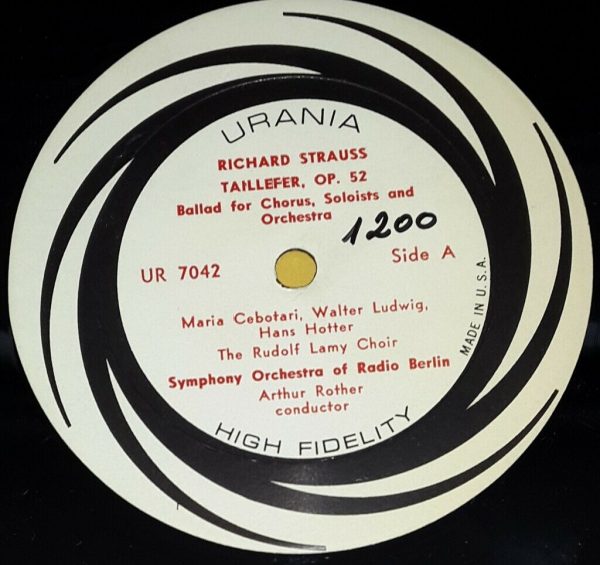 URANIA
RICHARD STRAUSS
TAILLEFER, OP. 52
Ballad for Chorus, Soloists and
Orchestra
1200
UR 7042
Side A
MADE IN U.S.A.
Maria Cebotari, Walter Ludwig,
Hans Hotter
The Rudolf Lamy Choir
Symphony Orchestra of Radio Berlin
Arthur Rother
conductor
HIGH FIDELITY